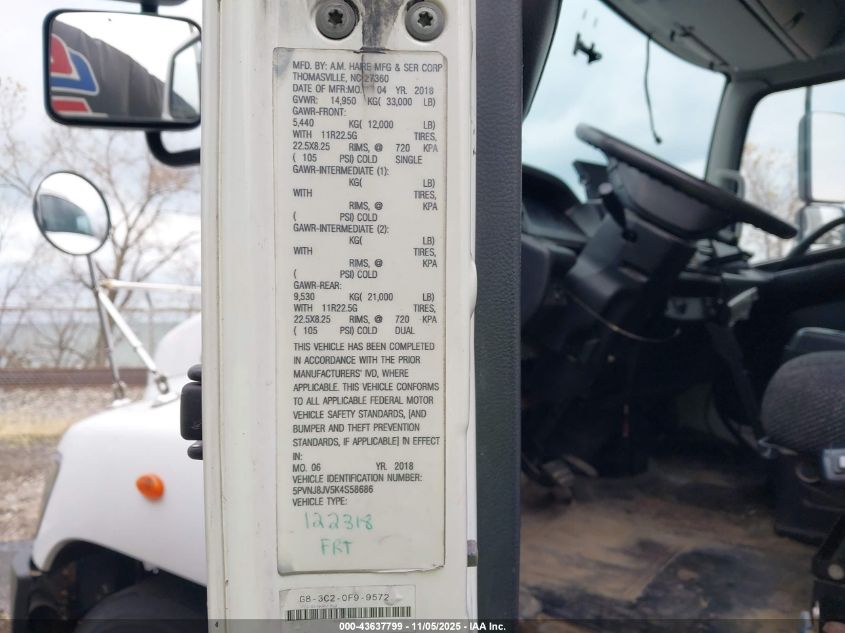 MFD. BY: A.M. HAIRE MFG & SER CORP
THOMASVILLE, NC 27360
DATE OF MFR:MO. 04 YR. 2018
GVWR: 14,950 KG( 33,000 LB)
GAWR-FRONT:
5,440 KG( 12,000 LB)
WITH 11R22.5G TIRES,
22.5X8.25 RIMS, @ 720 KPA
( 105 PSI) COLD SINGLE
GAWR-INTERMEDIATE (1):
KG( LB)
WITH TIRES,
RIMS, @ KPA
( PSI) COLD
GAWR-INTERMEDIATE (2):
KG( LB)
WITH TIRES,
RIMS, @ KPA
( PSI) COLD
GAWR-REAR:
9,530 KG( 21,000 LB)
WITH 11R22.5G TIRES,
22.5X8.25 RIMS, @ 720 KPA
( 105 PSI) COLD DUAL
THIS VEHICLE HAS BEEN COMPLETED
IN ACCORDANCE WITH THE PRIOR
MANUFACTURERS' IVD, WHERE
APPLICABLE. THIS VEHICLE CONFORMS
TO ALL APPLICABLE FEDERAL MOTOR
VEHICLE SAFETY STANDARDS, [AND
BUMPER AND THEFT PREVENTION
STANDARDS, IF APPLICABLE] IN EFFECT
IN:
MO. 06 YR. 2018
VEHICLE IDENTIFICATION NUMBER:
5PVNJ8JV5K4S58686
VEHICLE TYPE:
122318
FRT
G8-3C2-0F9-9572
000-43637799 - 11/05/2025 - IAA, Inc.